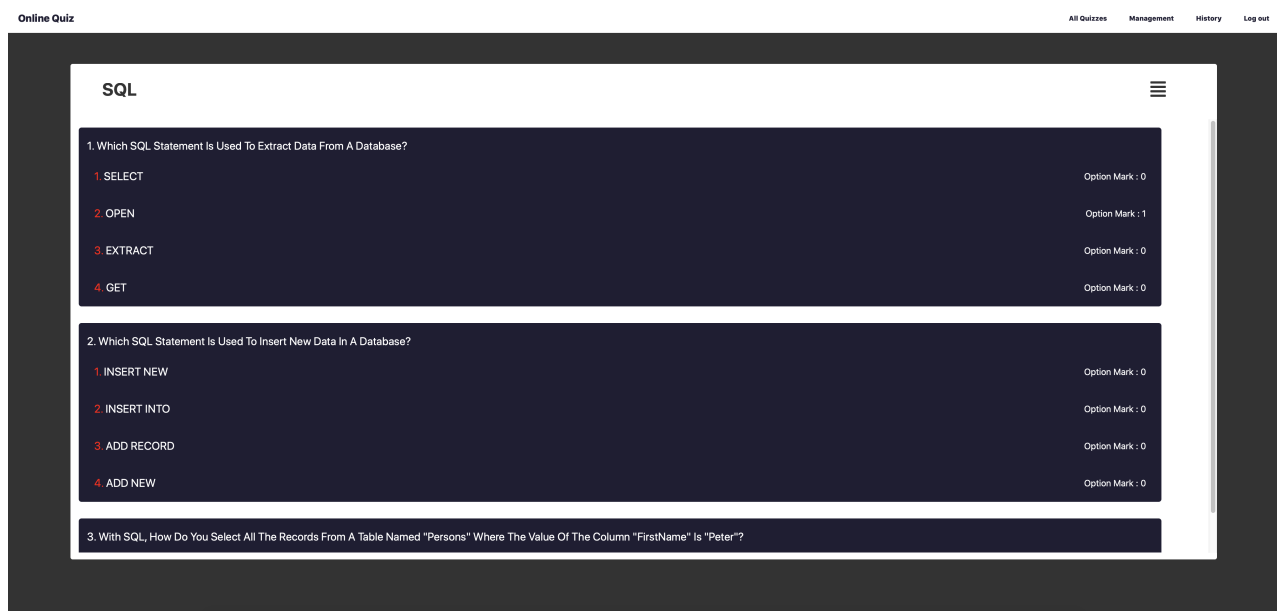 Online Quiz All Quizzes Management History Log out
SQL
1. Which SQL Statement Is Used To Extract Data From A Database?
1. SELECT Option Mark : 0
2. OPEN Option Mark : 1
3. EXTRACT Option Mark : 0
4. GET Option Mark : 0
2. Which SQL Statement Is Used To Insert New Data In A Database?
1. INSERT NEW Option Mark : 0
2. INSERT INTO Option Mark : 0
3. ADD RECORD Option Mark : 0
4. ADD NEW Option Mark : 0
3. With SQL, How Do You Select All The Records From A Table Named "Persons" Where The Value Of The Column "FirstName" Is "Peter"?